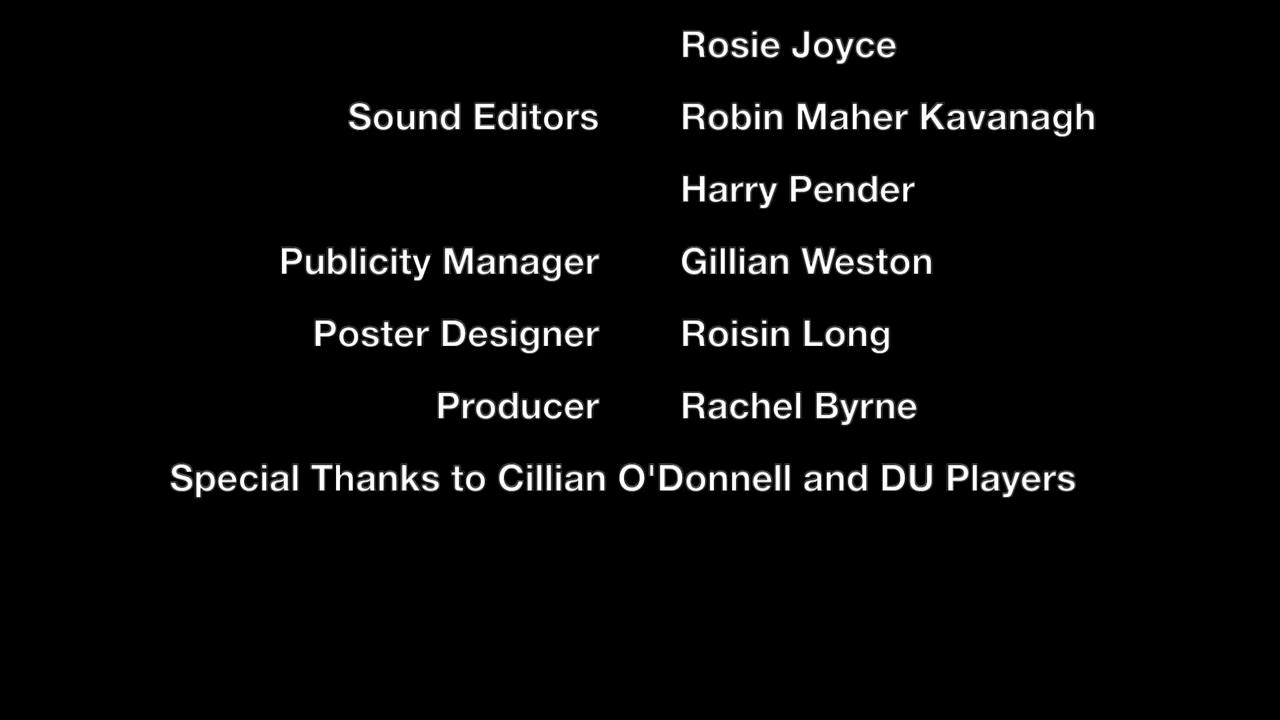 Rosie Joyce
Sound Editors Robin Maher Kavanagh
Harry Pender
Publicity Manager Gillian Weston
Poster Designer Roisin Long
Producer Rachel Byrne
Special Thanks to Cillian O'Donnell and DU Players